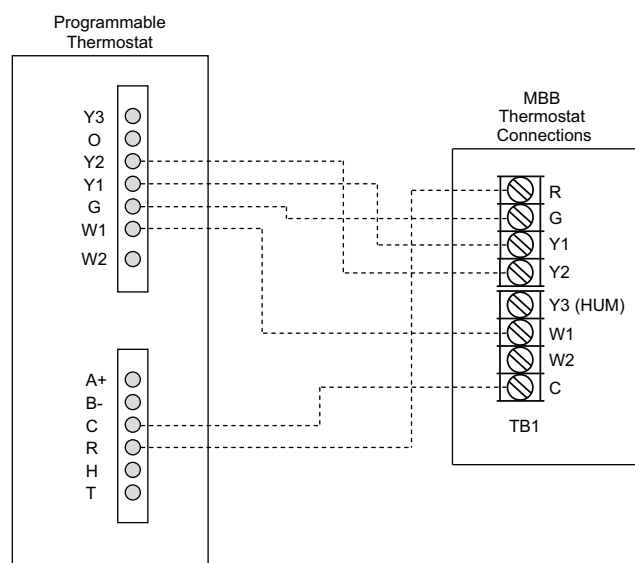 Programmable
Thermostat
Y3
O
Y2
Y1
G
W1
W2
A+
B-
C
R
H
T
MBB
Thermostat
Connections
R
G
Y1
Y2
Y3 (HUM)
W1
W2
C
TB1